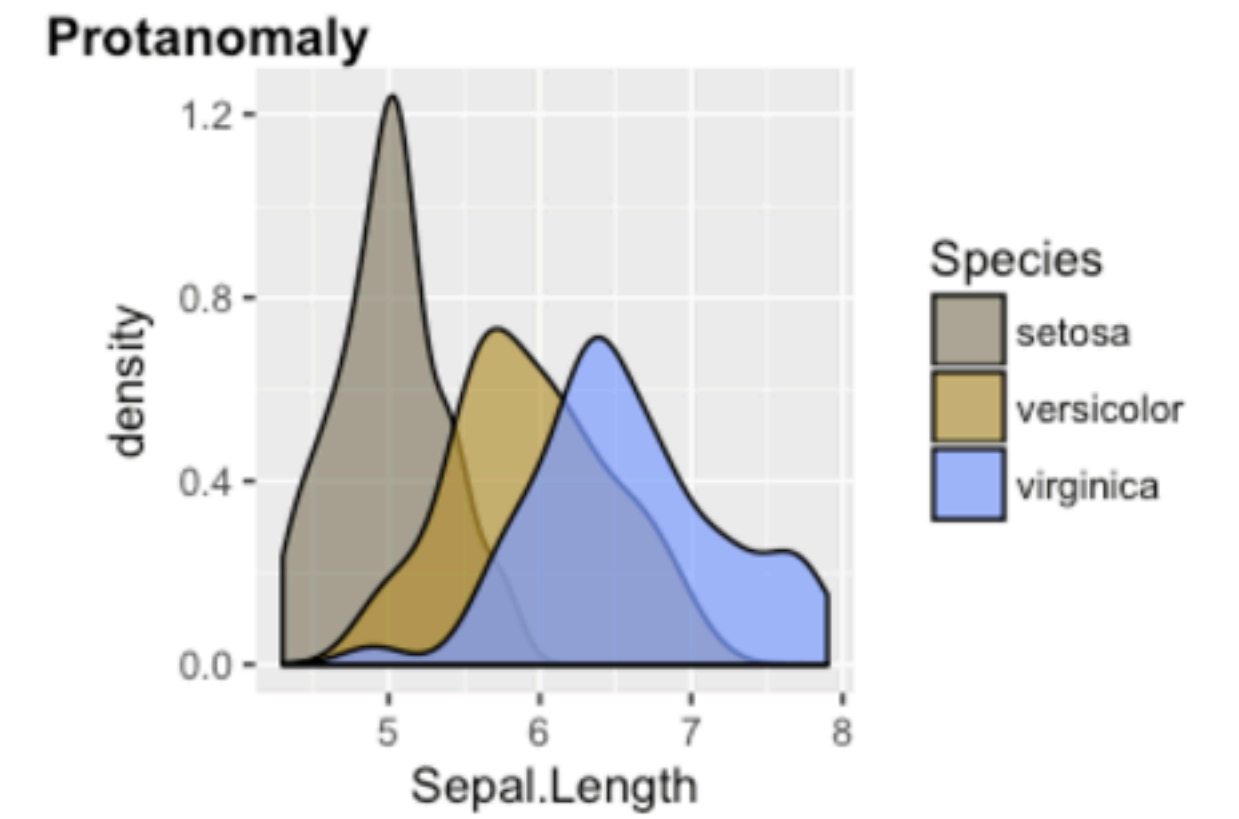 Protanomaly
1.2
0.8
0.4
0.0
density
5 6 7 8
Sepal.Length
Species
setosa
versicolor
virginica